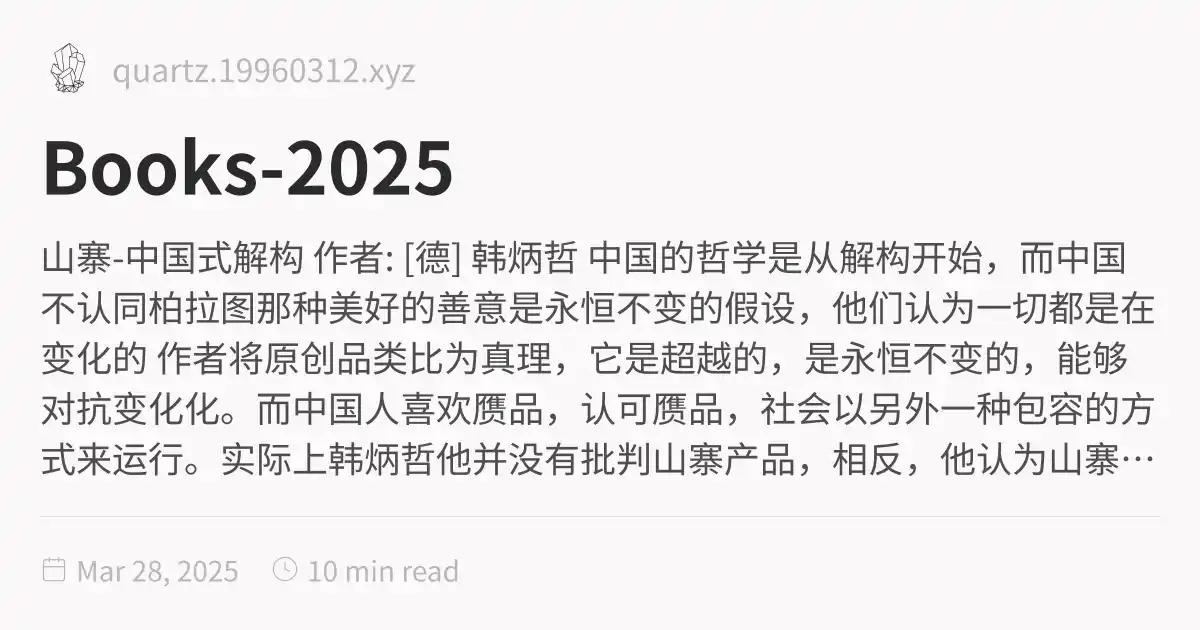 quartz.19960312.xyz
Books-2025
山寨-中国式解构 作者: [德] 韩炳哲 中国的哲学是从解构开始，而中国
不认同柏拉图那种美好的善意是永恒不变的假设，他们认为一切都是在
变化的 作者将原创品类比为真理，它是超越的，是永恒不变的，能够
对抗变化化。而中国人喜欢赝品，认可赝品，社会以另外一种包容的方
式来运行。实际上韩炳哲他并没有批判山寨产品，相反，他认为山寨…
Mar 28, 2025
10 min read